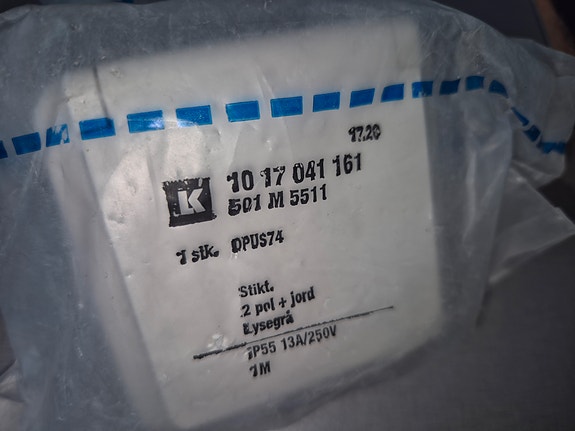 17.20
K 10 17 041 161
501 M 5511
1 stk. OPUS74
Stikt.
2 pol + jord
Lysegrå
IP55 13A/250V
1M